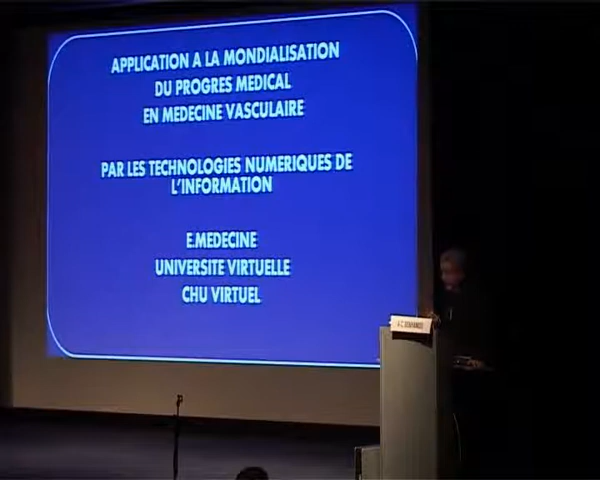 APPLICATION A LA MONDIALISATION
DU PROGRES MEDICAL
EN MEDECINE VASCULAIRE
PAR LES TECHNOLOGIES NUMERIQUES DE
L'INFORMATION
E.MEDECINE
UNIVERSITE VIRTUELLE
CHU VIRTUEL